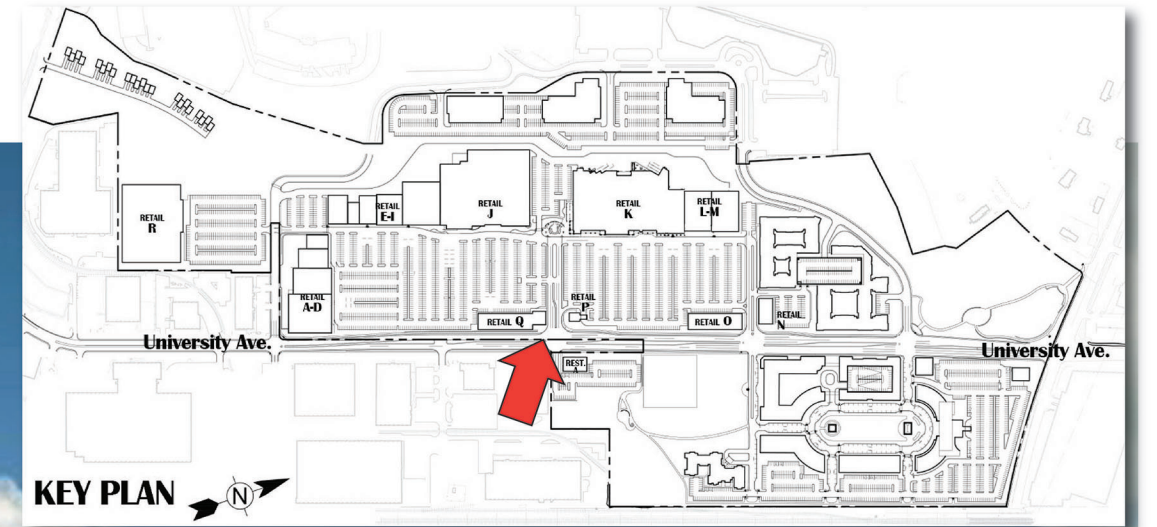 RETAIL
R
RETAIL
E-I
RETAIL
J
RETAIL
K
RETAIL
L-M
RETAIL
A-D
RETAIL Q
RETAIL
P
RETAIL O
RETAIL
N
University Ave.
University Ave.
REST.
A
KEY PLAN
N